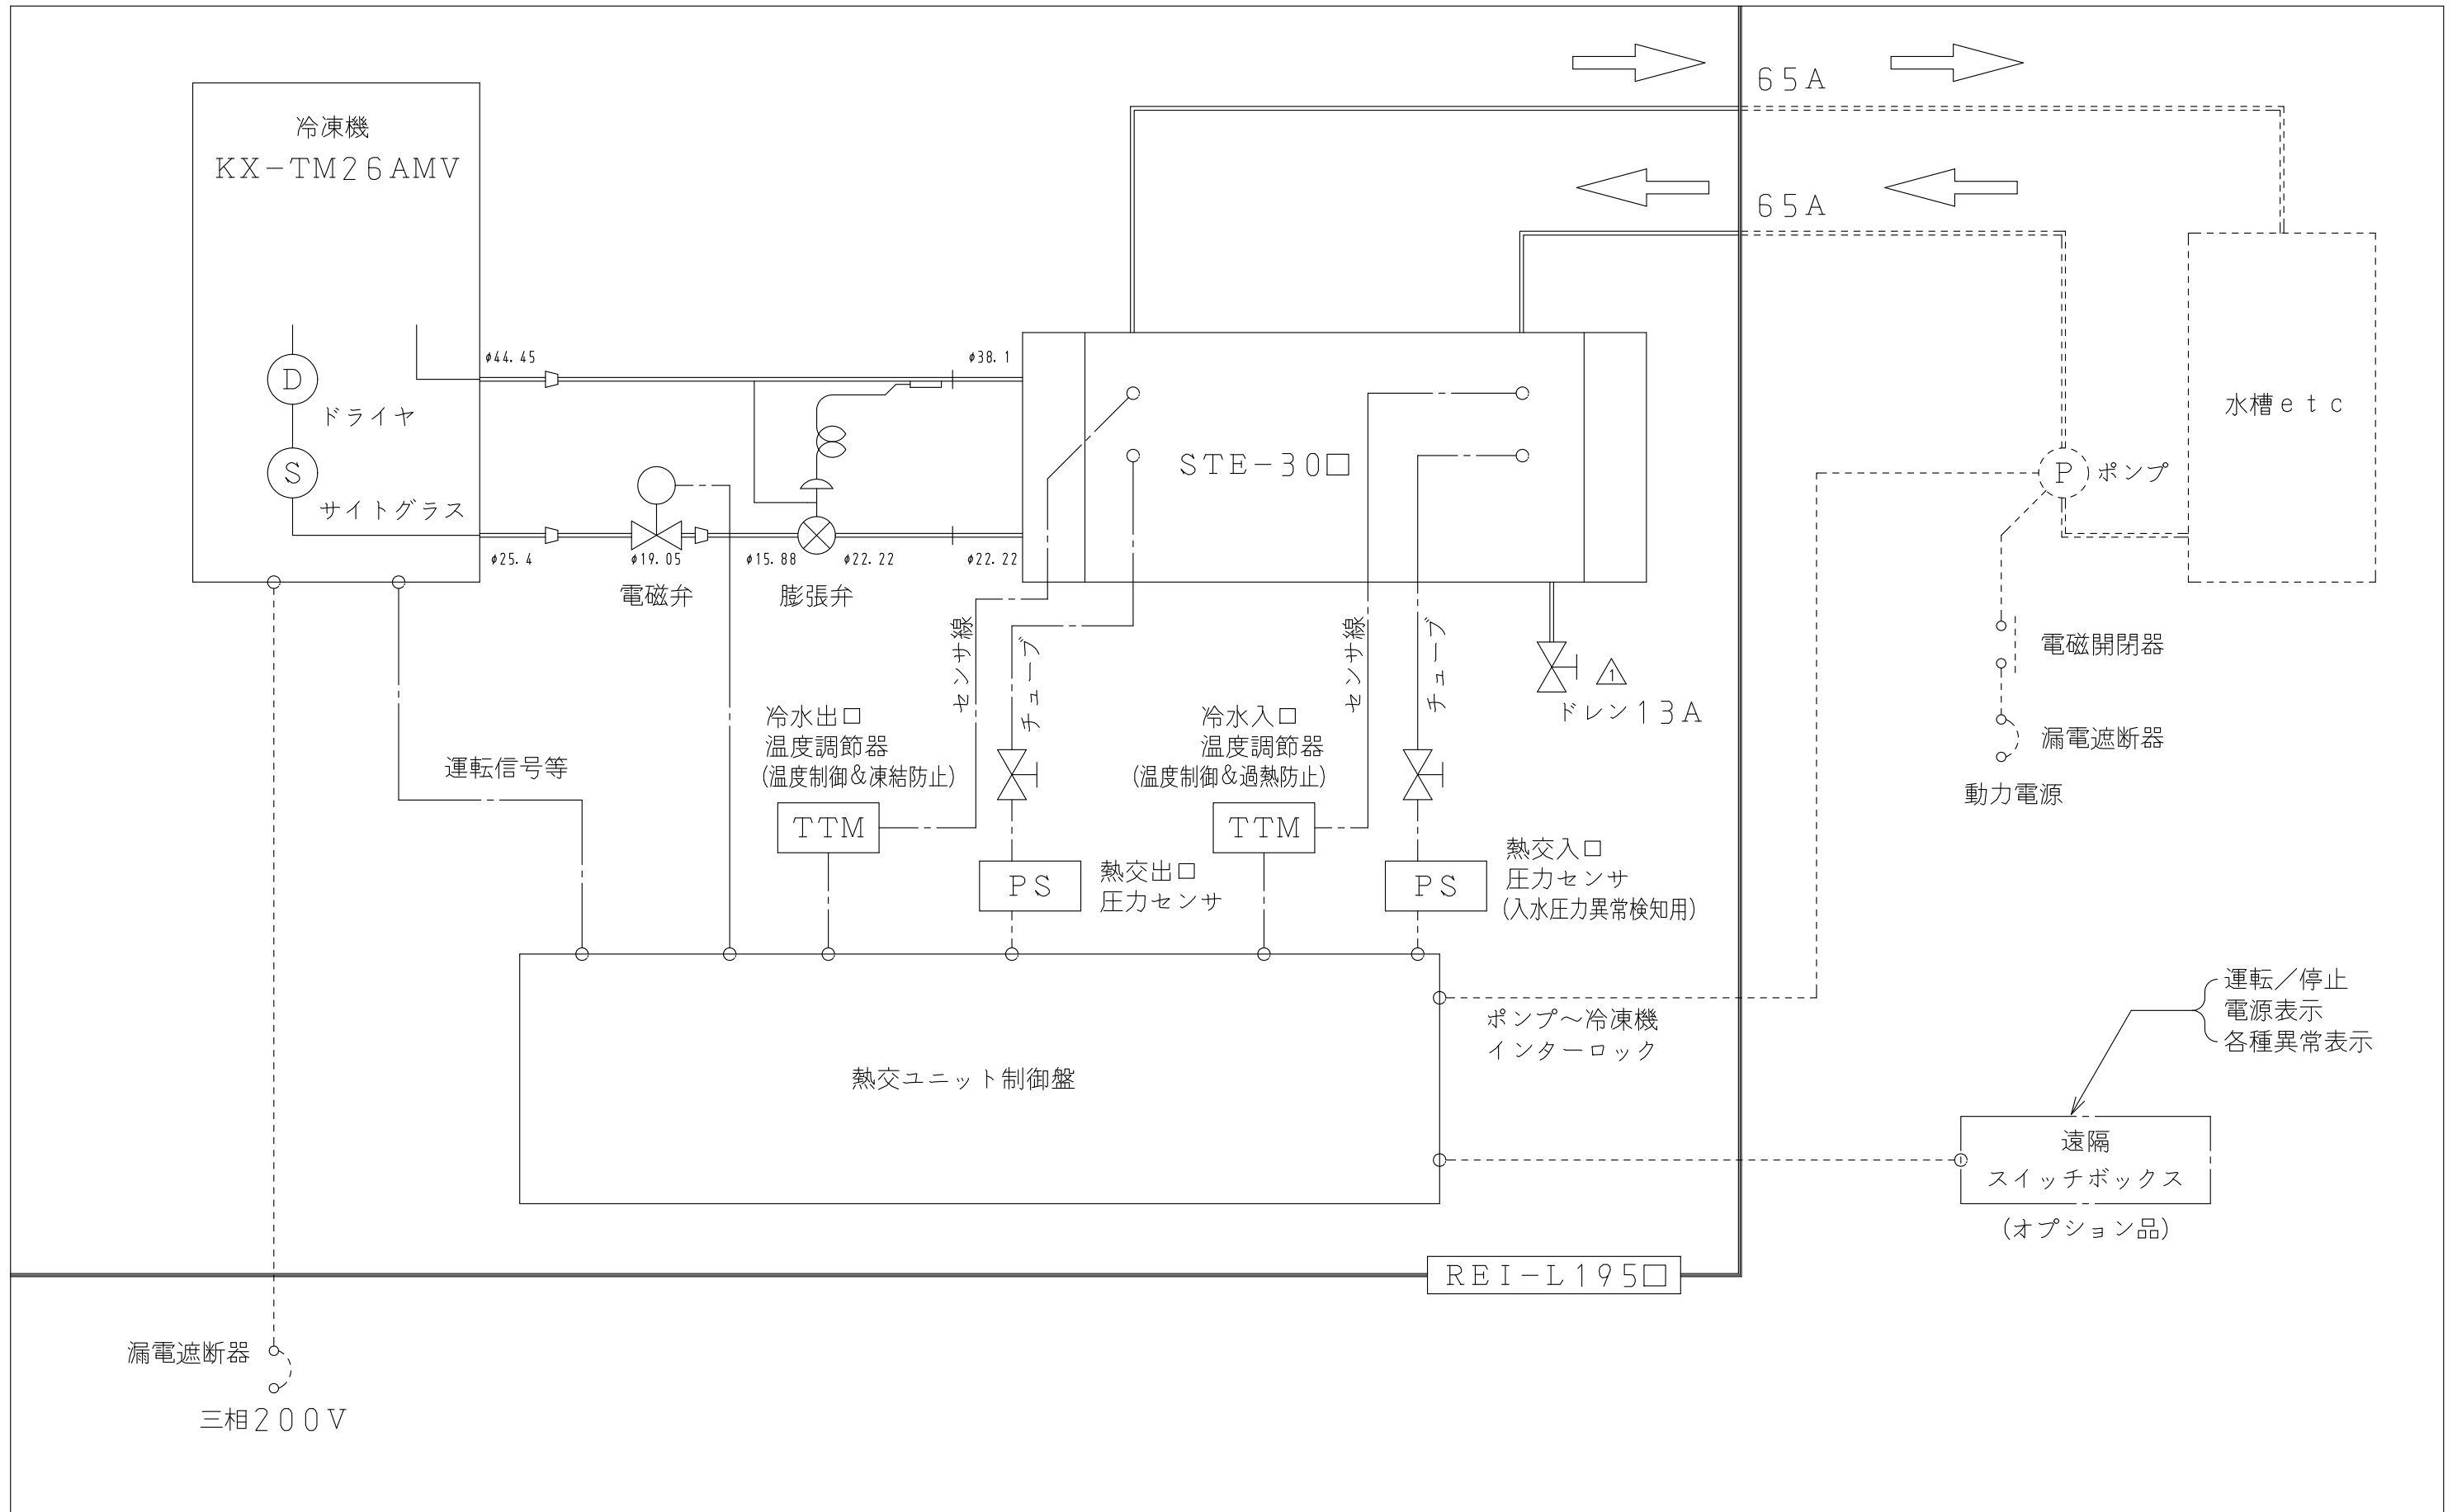 65A
冷凍機
KX-TM26AMV
65A
φ44.45
φ38.1
D
ドライヤ
水槽etc
S
サイトグラス
STE-30□
P
ポンプ
φ25.4
φ19.05
φ15.88
φ22.22
φ22.22
電磁弁
膨張弁
センサ線
チューブ
センサ線
チューブ
1
ドレン13A
電磁開閉器
漏電遮断器
動力電源
運転信号等
冷水出口
温度調節器
(温度制御&凍結防止)
TTM
冷水入口
温度調節器
(温度制御&過熱防止)
TTM
PS
熱交出口
圧力センサ
PS
熱交入口
圧力センサ
(入水圧力異常検知用)
ポンプ～冷凍機
インターロック
運転／停止
電源表示
各種異常表示
熱交ユニット制御盤
遠隔
スイッチボックス
(オプション品)
REI-L195□
漏電遮断器
三相200V